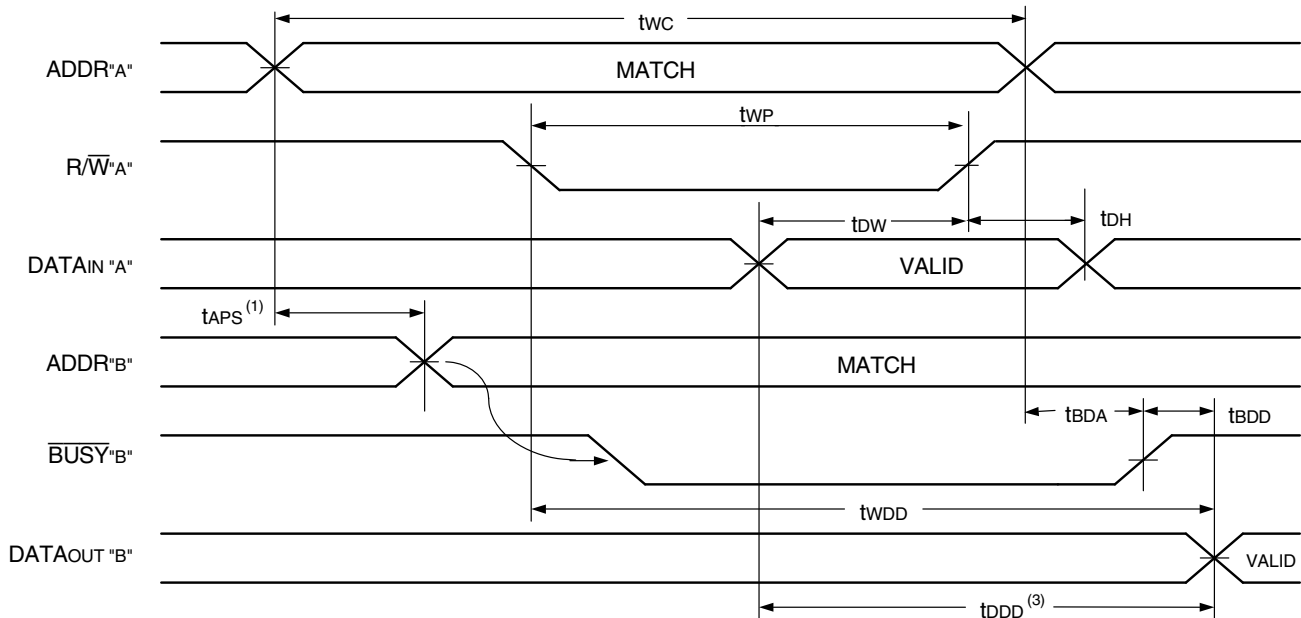 tWC
ADDR"A"
MATCH
tWP
R/W̅"A"
tDW
tDH
DATAIN "A"
VALID
tAPS (1)
ADDR"B"
MATCH
tBDA
tBDD
B̅U̅S̅Y̅"B"
tWDD
DATAOUT "B"
VALID
tDDD (3)